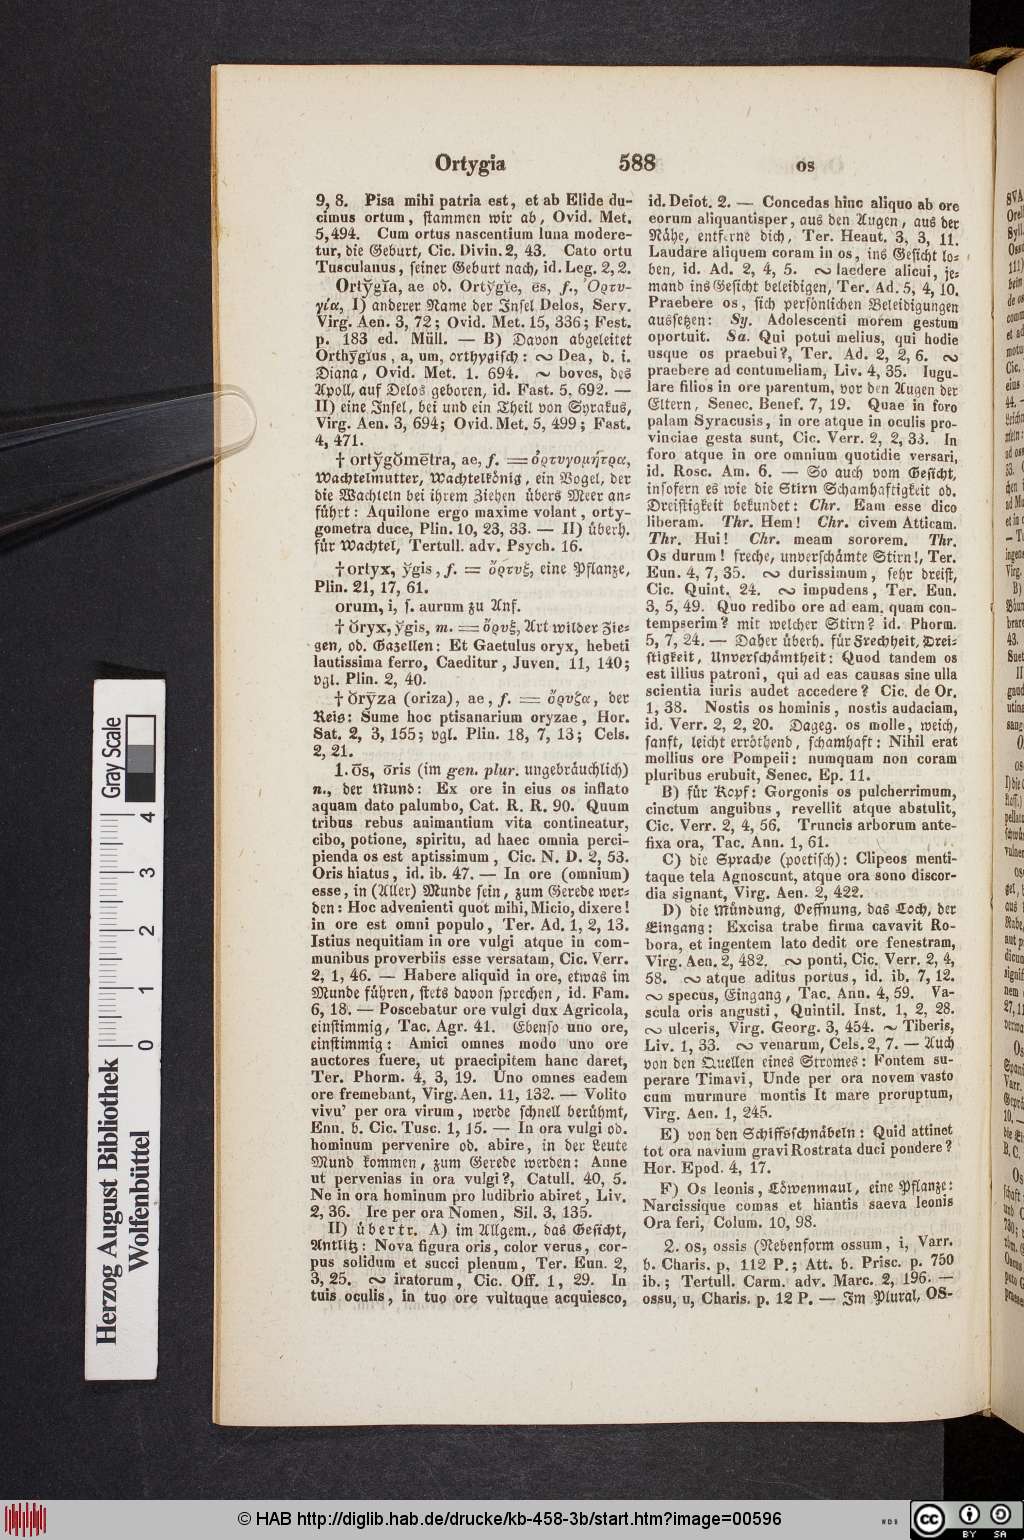 Ortygia 588 os
9, 8. Pisa mihi patria est, et ab Elide du-
cimus ortum, ſtammen wir ab, Ovid. Met.
5, 494. Cum ortus nascentium luna modere-
tur, die Geburt, Cic. Divin. 2, 43. Cato ortu
Tusculanus, ſeiner Geburt nach, id. Leg. 2, 2.
Ortўgĭa, ae od. Ortўgĭe, ēs, f., Ὀρτυ-
γία, I) anderer Name der Inſel Delos, Serv.
Virg. Aen. 3, 72; Ovid. Met. 15, 336; Fest.
p. 183 ed. Müll. — B) Davon abgeleitet
Orthўgĭus, a, um, orthygiſch: ∾ Dea, d. i.
Diana, Ovid. Met. 1. 694. ∾ boves, des
Apoll, auf Delos geboren, id. Fast. 5, 692. —
II) eine Inſel, bei und ein Theil von Syrakus,
Virg. Aen. 3, 694; Ovid. Met. 5, 499; Fast.
4, 471.
† ortўgŏmētra, ae, f. = ὀρτυγομήτρα,
Wachtelmutter, Wachtelkönig, ein Vogel, der
die Wachteln bei ihrem Ziehen übers Meer an-
führt: Aquilone ergo maxime volant, orty-
gometra duce, Plin. 10, 23, 33. — II) überh.
für Wachtel, Tertull. adv. Psych. 16.
† ortyx, ўgis, f. = ὄρτυξ, eine Pflanze,
Plin. 21, 17, 61.
orum, i, ſ. aurum zu Anf.
† ŏryx, ўgis, m. = ὄρυξ, Art wilder Zie-
gen, od. Gazellen: Et Gaetulus oryx, hebeti
lautissima ferro, Caeditur, Juven. 11, 140;
vgl. Plin. 2, 40.
† ŏrȳza (oriza), ae, f. = ὄρυζα, der
Reis: Sume hoc ptisanarium oryzae, Hor.
Sat. 2, 3, 155; vgl. Plin. 18, 7, 13; Cels.
2, 21.
1. ōs, ōris (im gen. plur. ungebräuchlich)
n., der Mund: Ex ore in eius os inflato
aquam dato palumbo, Cat. R. R. 90. Quum
tribus rebus animantium vita contineatur,
cibo, potione, spiritu, ad haec omnia perci-
pienda os est aptissimum, Cic. N. D. 2, 53.
Oris hiatus, id. ib. 47. — In ore (omnium)
esse, in (Aller) Munde ſein, zum Gerede wer-
den: Hoc advenienti quot mihi, Micio, dixere!
in ore est omni populo, Ter. Ad. 1, 2, 13.
Istius nequitiam in ore vulgi atque in com-
munibus proverbiis esse versatam, Cic. Verr.
2, 1, 46. — Habere aliquid in ore, etwas im
Munde führen, ſtets davon ſprechen, id. Fam.
6, 18. — Poscebatur ore vulgi dux Agricola,
einſtimmig, Tac. Agr. 41. Ebenſo uno ore,
einſtimmig: Amici omnes modo uno ore
auctores fuere, ut praecipitem hanc daret,
Ter. Phorm. 4, 3, 19. Uno omnes eadem
ore fremebant, Virg. Aen. 11, 132. — Volito
vivu' per ora virum, werde ſchnell berühmt,
Enn. b. Cic. Tusc. 1, 15. — In ora vulgi od.
hominum pervenire od. abire, in der Leute
Mund kommen, zum Gerede werden: Anne
ut pervenias in ora vulgi?, Catull. 40, 5.
Ne in ora hominum pro ludibrio abiret, Liv.
2, 36. Ire per ora Nomen, Sil. 3, 135.
II) übertr. A) im Allgem., das Geſicht,
Antlitz: Nova figura oris, color verus, cor-
pus solidum et succi plenum, Ter. Eun. 2,
3, 25. ∾ iratorum, Cic. Off. 1, 29. In
tuis oculis, in tuo ore vultuque acquiesco,
id. Deiot. 2. — Concedas hinc aliquo ab ore
eorum aliquantisper, aus den Augen, aus der
Nähe, entferne dich, Ter. Heaut. 3, 3, 11.
Laudare aliquem coram in os, ins Geſicht lo-
ben, id. Ad. 2, 4, 5. ∾ laedere alicui, je-
mand ins Geſicht beleidigen, Ter. Ad. 5, 4, 10.
Praebere os, ſich perſönlichen Beleidigungen
ausſetzen: Sy. Adolescenti morem gestum
oportuit. Sa. Qui potui melius, qui hodie
usque os praebui?, Ter. Ad. 2, 2, 6. ∾
praebere ad contumeliam, Liv. 4, 35. Iugu-
lare filios in ore parentum, vor den Augen der
Eltern, Senec. Benef. 7, 19. Quae in foro
palam Syracusis, in ore atque in oculis pro-
vinciae gesta sunt, Cic. Verr. 2, 2, 33. In
foro atque in ore omnium quotidie versari,
id. Rosc. Am. 6. — So auch vom Geſicht,
inſofern es wie die Stirn Schamhaftigkeit od.
Dreiſtigkeit bekundet: Chr. Eam esse dico
liberam. Thr. Hem! Chr. civem Atticam.
Thr. Hui! Chr. meam sororem. Thr.
Os durum! freche, unverſchämte Stirn!, Ter.
Eun. 4, 7, 35. ∾ durissimum, ſehr dreiſt,
Cic. Quint. 24. ∾ impudens, Ter. Eun.
3, 5, 49. Quo redibo ore ad eam, quam con-
tempserim? mit welcher Stirn? id. Phorm.
5, 7, 24. — Daher überh. für Frechheit, Drei-
ſtigkeit, Unverſchämtheit: Quod tandem os
est illius patroni, qui ad eas causas sine ulla
scientia iuris audet accedere? Cic. de Or.
1, 38. Nostis os hominis, nostis audaciam,
id. Verr. 2, 2, 20. Dageg. os molle, weich,
ſanft, leicht erröthend, ſchamhaft: Nihil erat
mollius ore Pompeii: numquam non coram
pluribus erubuit, Senec. Ep. 11.
B) für Kopf: Gorgonis os pulcherrimum,
cinctum anguibus, revellit atque abstulit,
Cic. Verr. 2, 4, 56. Truncis arborum ante-
fixa ora, Tac. Ann. 1, 61.
C) die Sprache (poetiſch): Clipeos menti-
taque tela Agnoscunt, atque ora sono discor-
dia signant, Virg. Aen. 2, 422.
D) die Mündung, Oeffnung, das Loch, der
Eingang: Excisa trabe firma cavavit Ro-
bora, et ingentem lato dedit ore fenestram,
Virg. Aen. 2, 482. ∾ ponti, Cic. Verr. 2, 4,
58. ∾ atque aditus portus, id. ib. 7, 12.
∾ specus, Eingang, Tac. Ann. 4, 59. Va-
scula oris angusti, Quintil. Inst. 1, 2, 28.
∾ ulceris, Virg. Georg. 3, 454. ∾ Tiberis,
Liv. 1, 33. ∾ venarum, Cels. 2, 7. — Auch
von den Quellen eines Stromes: Fontem su-
perare Timavi, Unde per ora novem vasto
cum murmure montis It mare proruptum,
Virg. Aen. 1, 245.
E) von den Schiffsſchnäbeln: Quid attinet
tot ora navium gravi Rostrata duci pondere?
Hor. Epod. 4, 17.
F) Os leonis, Löwenmaul, eine Pflanze:
Narcissique comas et hiantis saeva leonis
Ora feri, Colum. 10, 98.
2. os, ossis (Nebenform ossum, i, Varr.
b. Charis. p. 112 P.; Att. b. Prisc. p. 750
ib.; Tertull. Carm. adv. Marc. 2, 196. —
ossu, u, Charis. p. 12 P. — Im Plural, OS-
Herzog August Bibliothek
Wolfenbüttel
0 1 2 3 4
Gray Scale
© HAB http://diglib.hab.de/drucke/kb-458-3b/start.htm?image=00596
WDB
cc BY SA